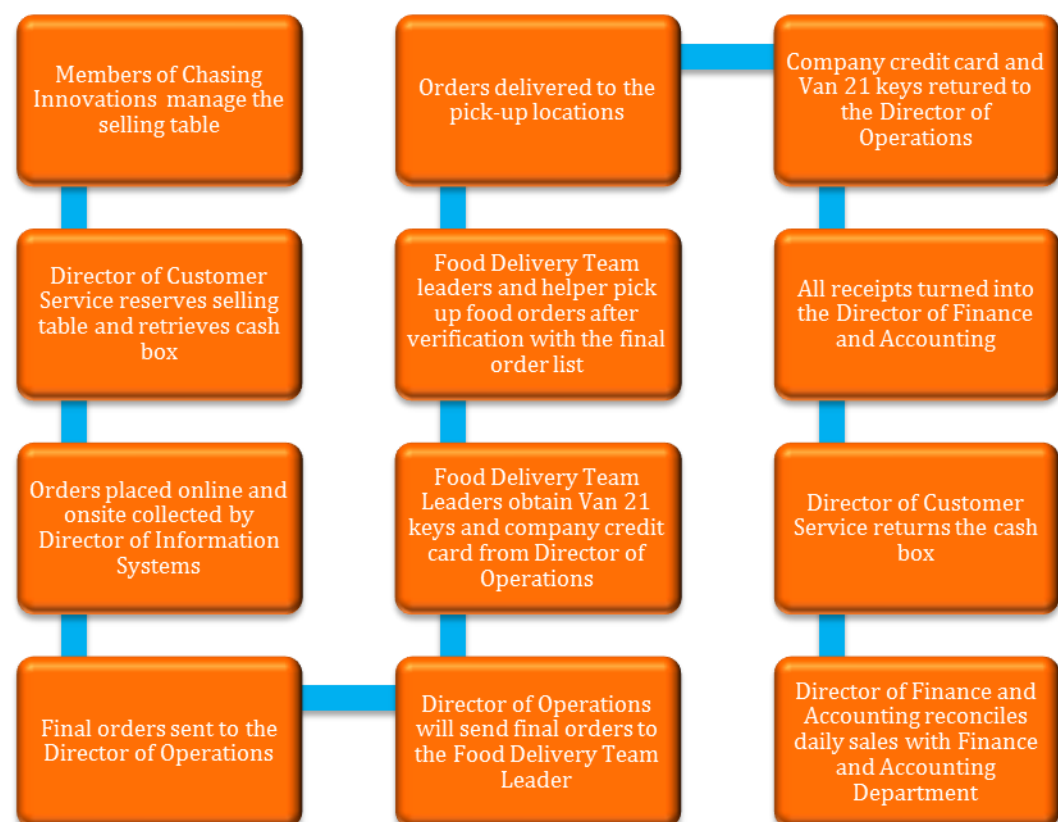 Members of Chasing
Innovations manage the
selling table
Director of Customer
Service reserves selling
table and retrieves cash
box
Orders placed online and
onsite collected by
Director of Information
Systems
Final orders sent to the
Director of Operations
Director of Operations
will send final orders to
the Food Delivery Team
Leader
Food Delivery Team
Leaders obtain Van 21
keys and company credit
card from Director of
Operations
Food Delivery Team
leaders and helper pick
up food orders after
verification with the final
order list
Orders delivered to the
pick-up locations
Company credit card and
Van 21 keys retured to
the Director of
Operations
All receipts turned into
the Director of Finance
and Accounting
Director of Customer
Service returns the cash
box
Director of Finance and
Accounting reconciles
daily sales with Finance
and Accounting
Department